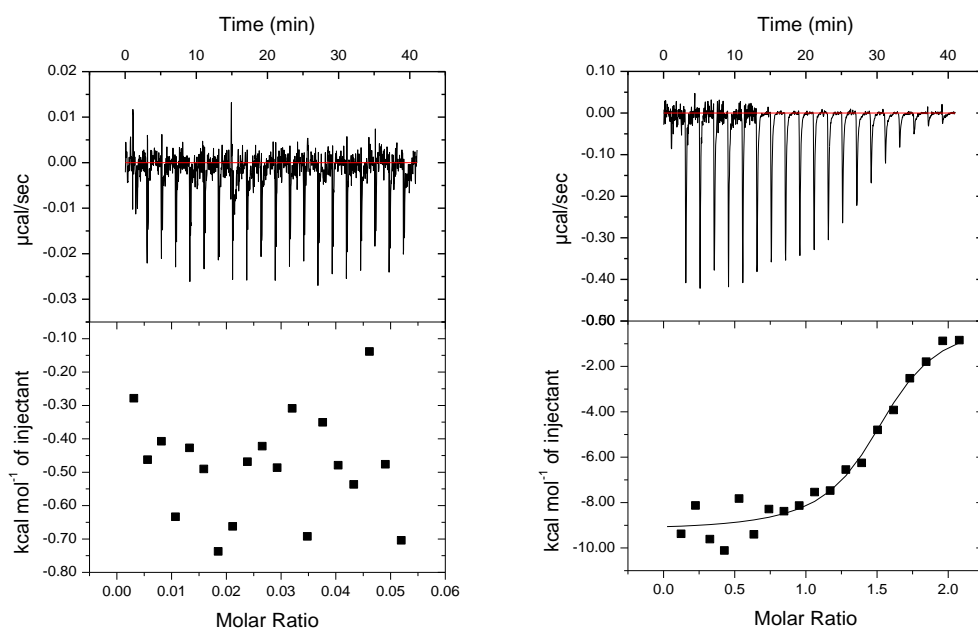 Time (min)
0 10 20 30 40
0.02
0.01
0.00
-0.01
-0.02
-0.03
µcal/sec
-0.10
-0.20
-0.30
-0.40
-0.50
-0.60
-0.70
-0.80
kcal mol⁻¹ of injectant
0.00 0.01 0.02 0.03 0.04 0.05 0.06
Molar Ratio
Time (min)
0 10 20 30 40
0.10
0.00
-0.10
-0.20
-0.30
-0.40
µcal/sec
-2.00
-4.00
-6.00
-8.00
-10.00
kcal mol⁻¹ of injectant
0.0 0.5 1.0 1.5 2.0
Molar Ratio